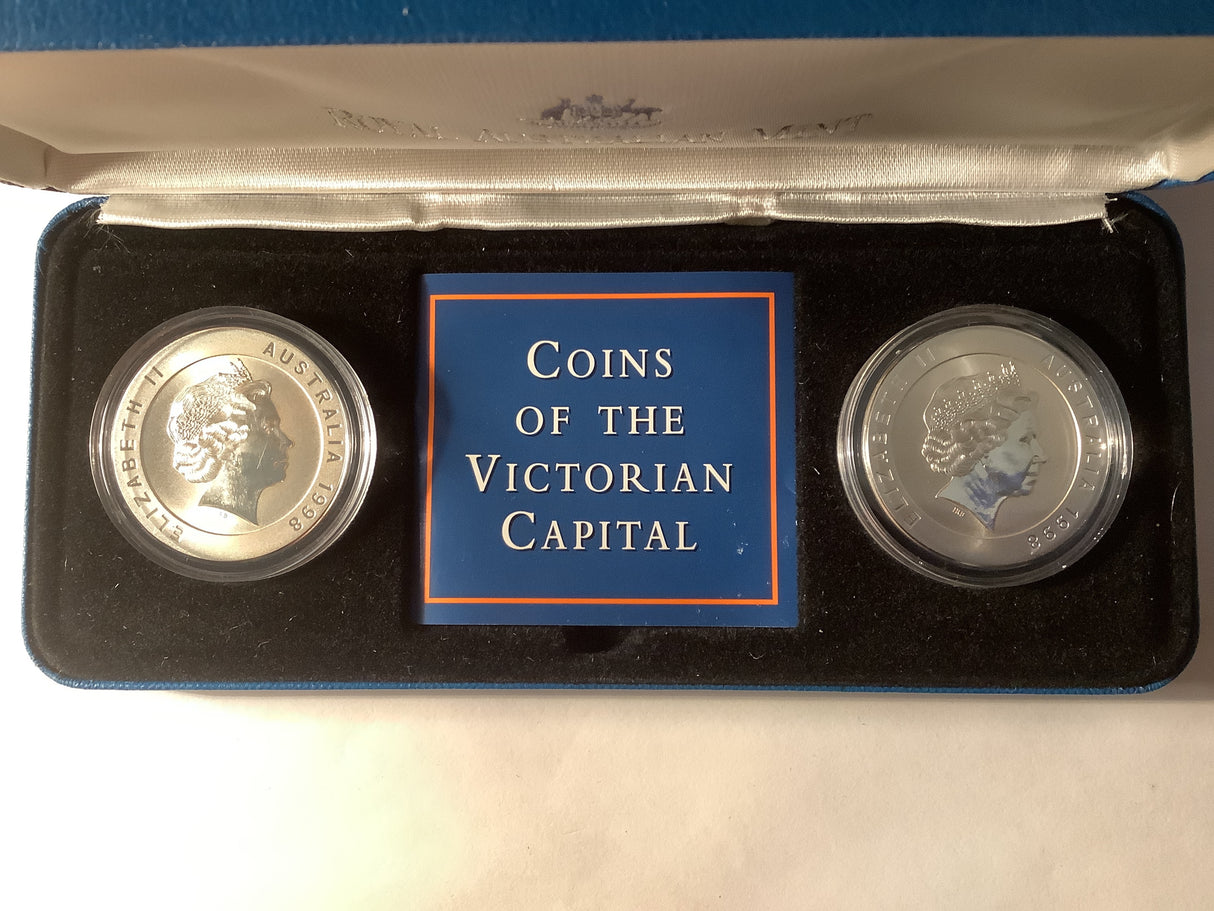 ROYAL AUSTRALIAN MINT
ELIZABETH II AUSTRALIA 1998
COINS
OF THE
VICTORIAN
CAPITAL
ELIZABETH II AUSTRALIA 1998